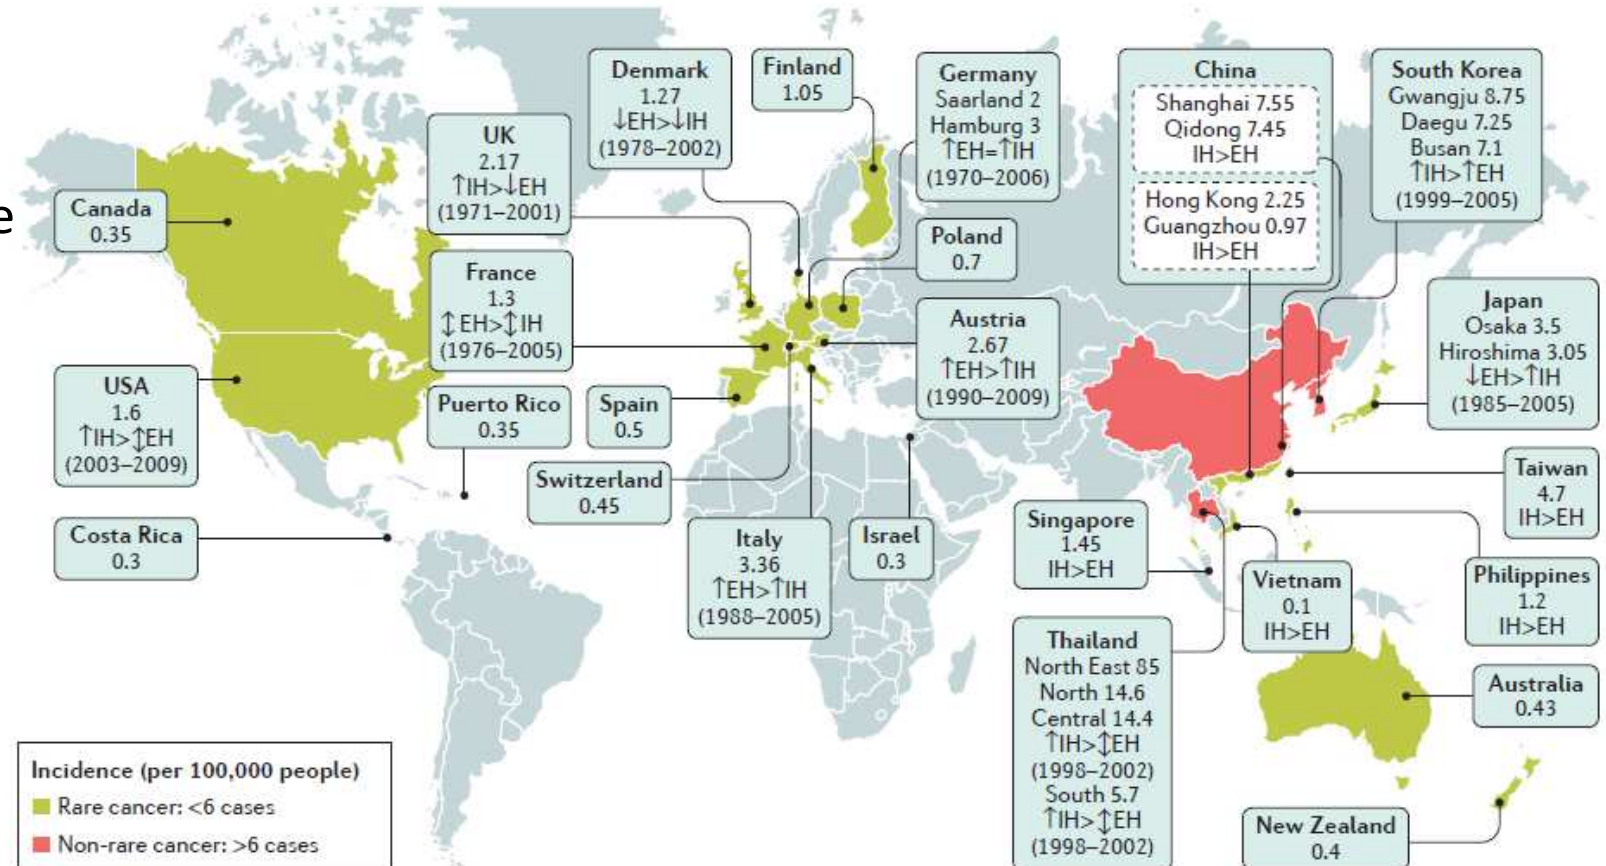 e
Canada
0.35
USA
1.6
↑IH>↕EH
(2003–2009)
Costa Rica
0.3
UK
2.17
↑IH>↓EH
(1971–2001)
France
1.3
↕EH>↕IH
(1976–2005)
Puerto Rico
0.35
Denmark
1.27
↓EH>↓IH
(1978–2002)
Finland
1.05
Germany
Saarland 2
Hamburg 3
↑EH=↑IH
(1970–2006)
Poland
0.7
Austria
2.67
↑EH>↑IH
(1990–2009)
Spain
0.5
Switzerland
0.45
Italy
3.36
↑EH>↑IH
(1988–2005)
Israel
0.3
China
Shanghai 7.55
Qidong 7.45
IH>EH
Hong Kong 2.25
Guangzhou 0.97
IH>EH
South Korea
Gwangju 8.75
Daegu 7.25
Busan 7.1
↑IH>↑EH
(1999–2005)
Japan
Osaka 3.5
Hiroshima 3.05
↓EH>↑IH
(1985–2005)
Taiwan
4.7
IH>EH
Singapore
1.45
IH>EH
Vietnam
0.1
IH>EH
Philippines
1.2
IH>EH
Thailand
North East 85
North 14.6
Central 14.4
↑IH>↕EH
(1998–2002)
South 5.7
↑IH>↕EH
(1998–2002)
Australia
0.43
New Zealand
0.4
Incidence (per 100,000 people)
Rare cancer: <6 cases
Non-rare cancer: >6 cases